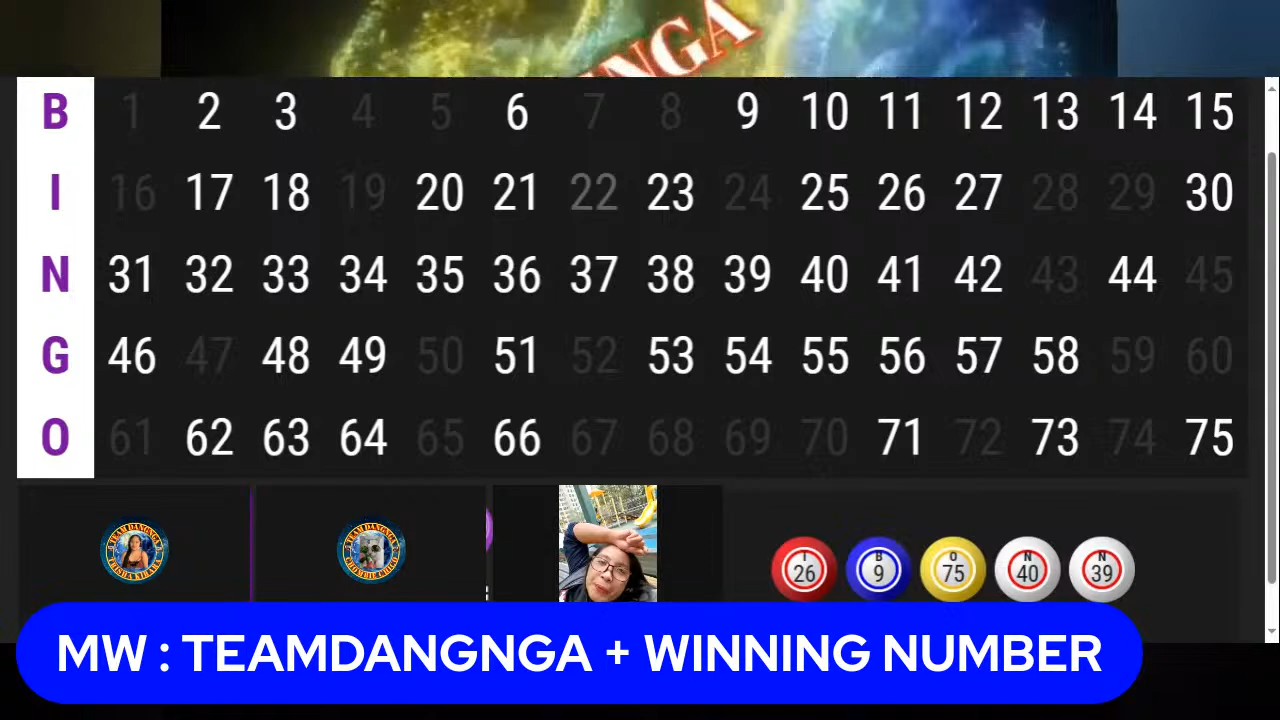 NGA
B 1 2 3 4 5 6 7 8 9 10 11 12 13 14 15
I 16 17 18 19 20 21 22 23 24 25 26 27 28 29 30
N 31 32 33 34 35 36 37 38 39 40 41 42 43 44 45
G 46 47 48 49 50 51 52 53 54 55 56 57 58 59 60
O 61 62 63 64 65 66 67 68 69 70 71 72 73 74 75
TEAM DANGNGA
TEAM DANGNGA
I 26
B 9
O 75
N 40
N 39
MW : TEAMDANGNGA + WINNING NUMBER